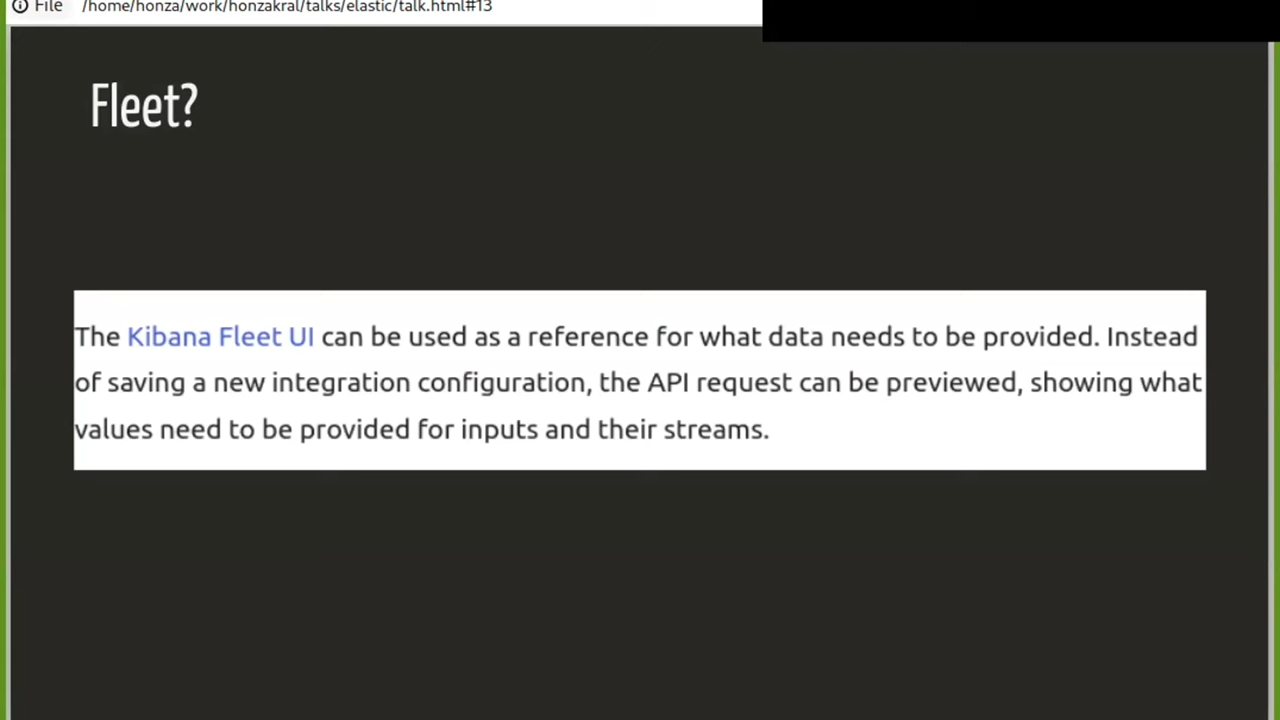 File /home/honza/work/honzakral/talks/elastic/talk.html#13
Fleet?
The Kibana Fleet UI can be used as a reference for what data needs to be provided. Instead
of saving a new integration configuration, the API request can be previewed, showing what
values need to be provided for inputs and their streams.